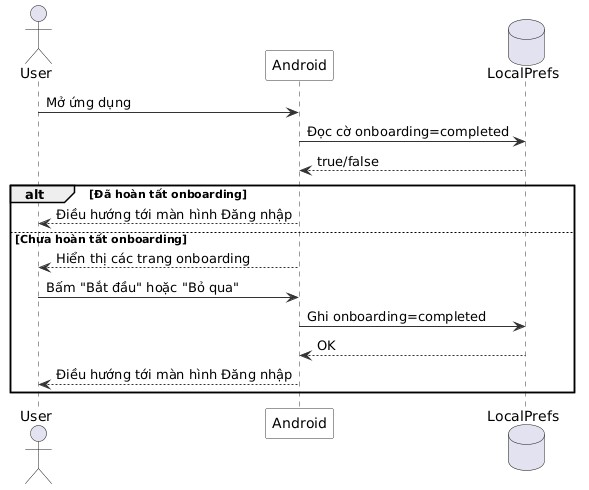 User
Android
LocalPrefs
Mở ứng dụng
Đọc cờ onboarding=completed
true/false
alt [Đã hoàn tất onboarding]
Điều hướng tới màn hình Đăng nhập
[Chưa hoàn tất onboarding]
Hiển thị các trang onboarding
Bấm "Bắt đầu" hoặc "Bỏ qua"
Ghi onboarding=completed
OK
Điều hướng tới màn hình Đăng nhập
User
Android
LocalPrefs